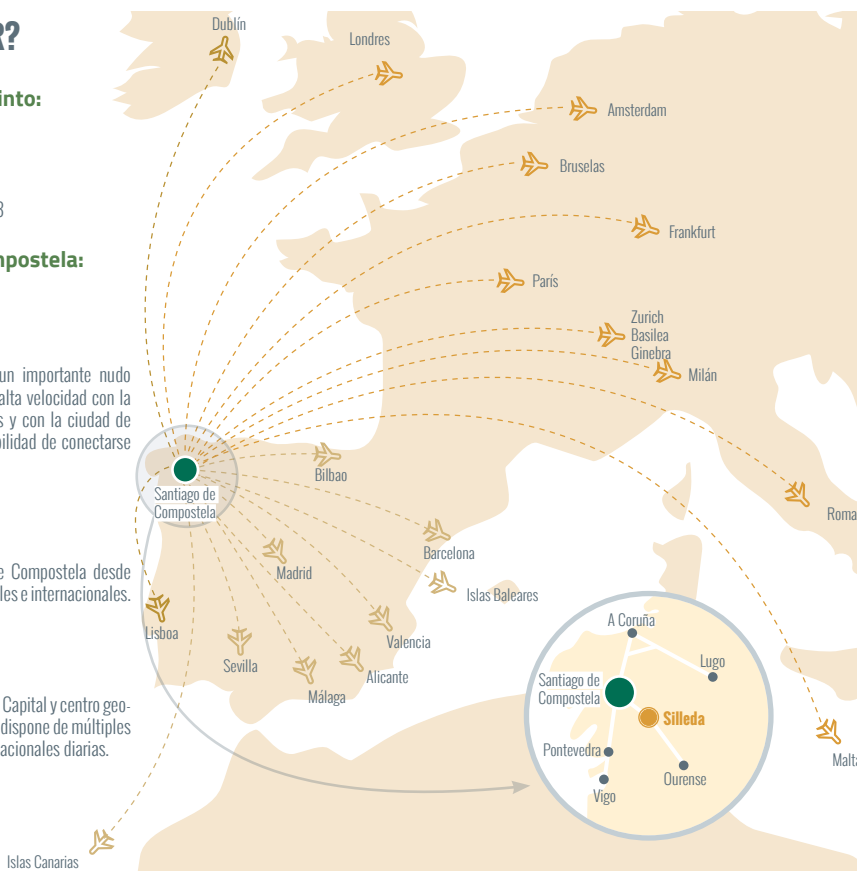 R?
into:
3
mpostela:
un importante nudo
alta velocidad con la
s y con la ciudad de
bilidad de conectarse
e Compostela desde
les e internacionales.
Capital y centro geo-
dispone de múltiples
acionales diarias.
Dublín
Londres
Amsterdam
Bruselas
Frankfurt
París
Zurich
Basilea
Ginebra
Milán
Roma
Malta
Bilbao
Santiago de
Compostela
Barcelona
Madrid
Islas Baleares
Lisboa
Valencia
Sevilla
Alicante
Málaga
Islas Canarias
A Coruña
Lugo
Santiago de
Compostela
Silleda
Pontevedra
Ourense
Vigo